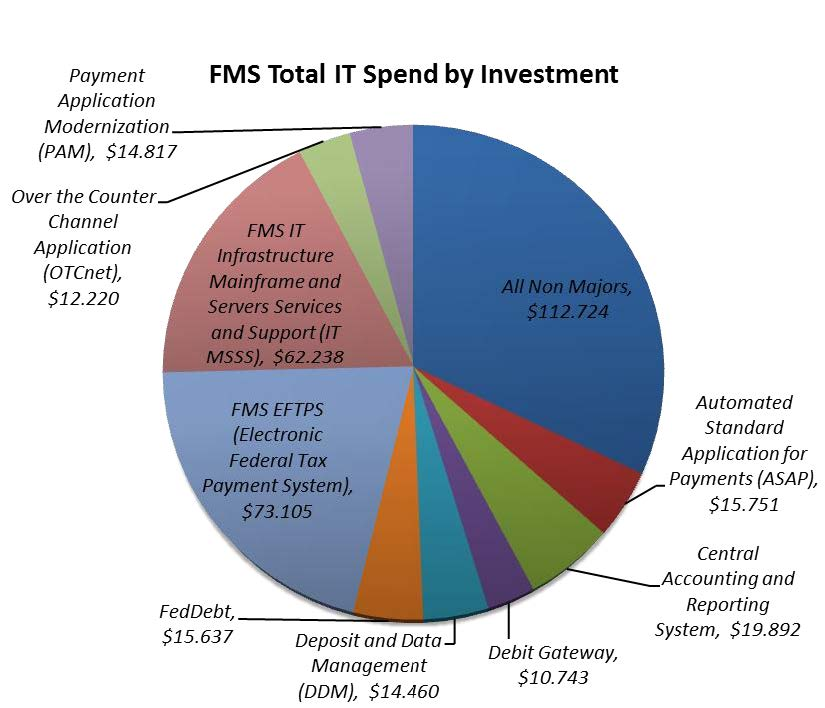 FMS Total IT Spend by Investment
Payment
Application
Modernization
(PAM), $14.817
Over the Counter
Channel
Application
(OTCnet),
$12.220
FMS IT
Infrastructure
Mainframe and
Servers Services
and Support (IT
MSSS), $62.238
All Non Majors,
$112.724
FMS EFTPS
(Electronic
Federal Tax
Payment System),
$73.105
Automated
Standard
Application for
Payments (ASAP),
$15.751
Central
Accounting and
Reporting
System, $19.892
FedDebt,
$15.637
Deposit and Data
Management
(DDM), $14.460
Debit Gateway,
$10.743